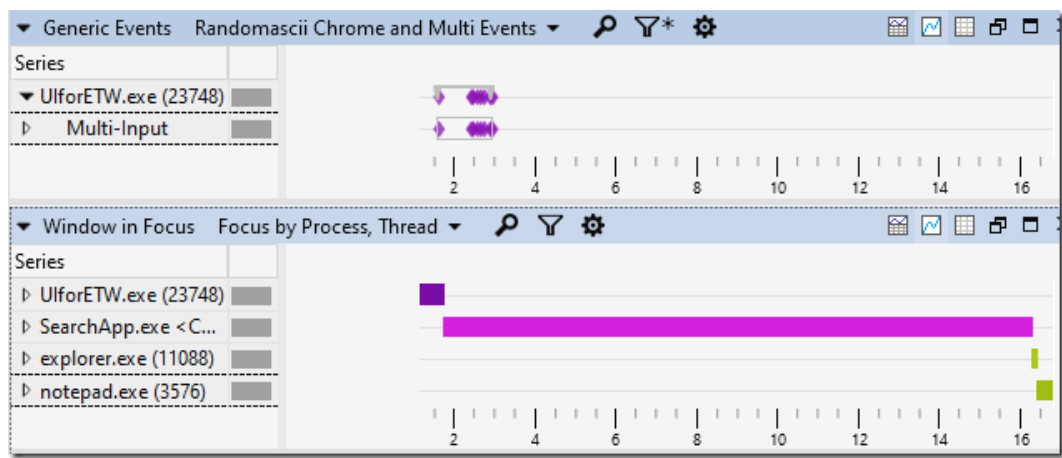 Generic Events Randomascii Chrome and Multi Events
Series
UIforETW.exe (23748)
Multi-Input
2 4 6 8 10 12 14 16
Window in Focus Focus by Process, Thread
Series
UIforETW.exe (23748)
SearchApp.exe <C...
explorer.exe (11088)
notepad.exe (3576)
2 4 6 8 10 12 14 16